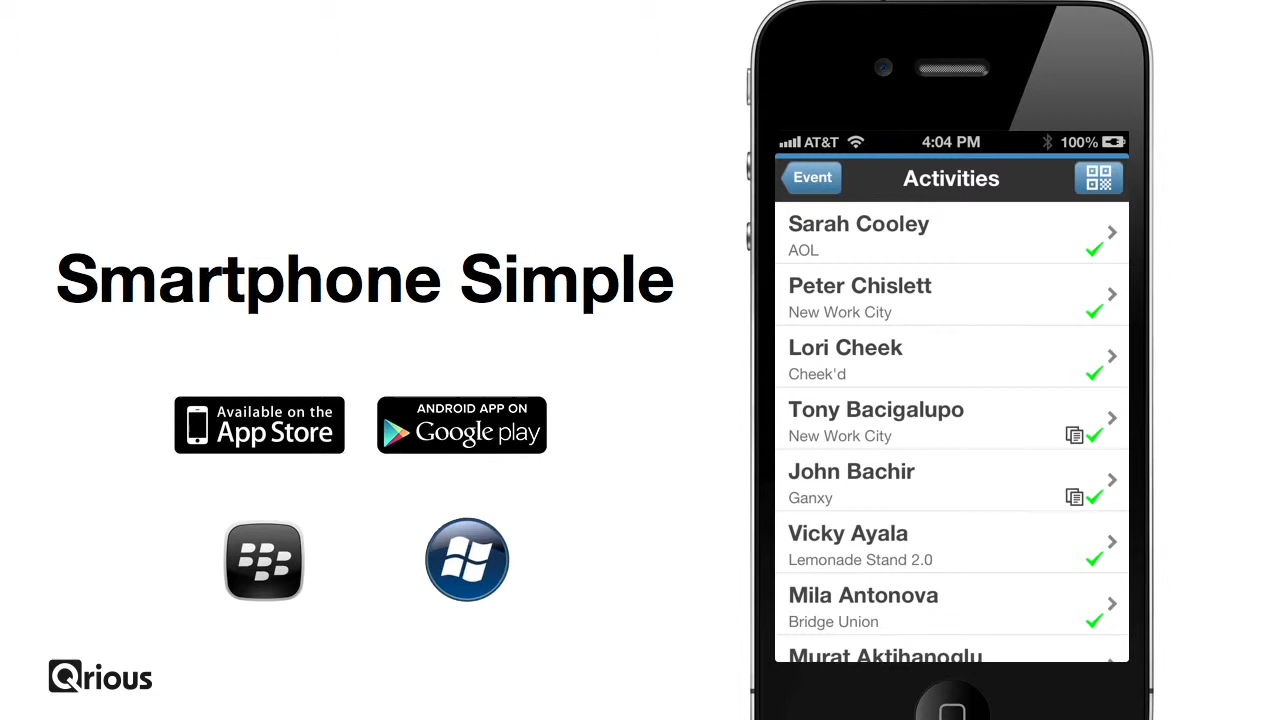 Smartphone Simple
Available on the
App Store
ANDROID APP ON
Google play
Qrious
AT&T 4:04 PM 100%
Event Activities
Sarah Cooley
AOL
Peter Chislett
New Work City
Lori Cheek
Cheek'd
Tony Bacigalupo
New Work City
John Bachir
Ganxy
Vicky Ayala
Lemonade Stand 2.0
Mila Antonova
Bridge Union
Murat Aktihanoglu